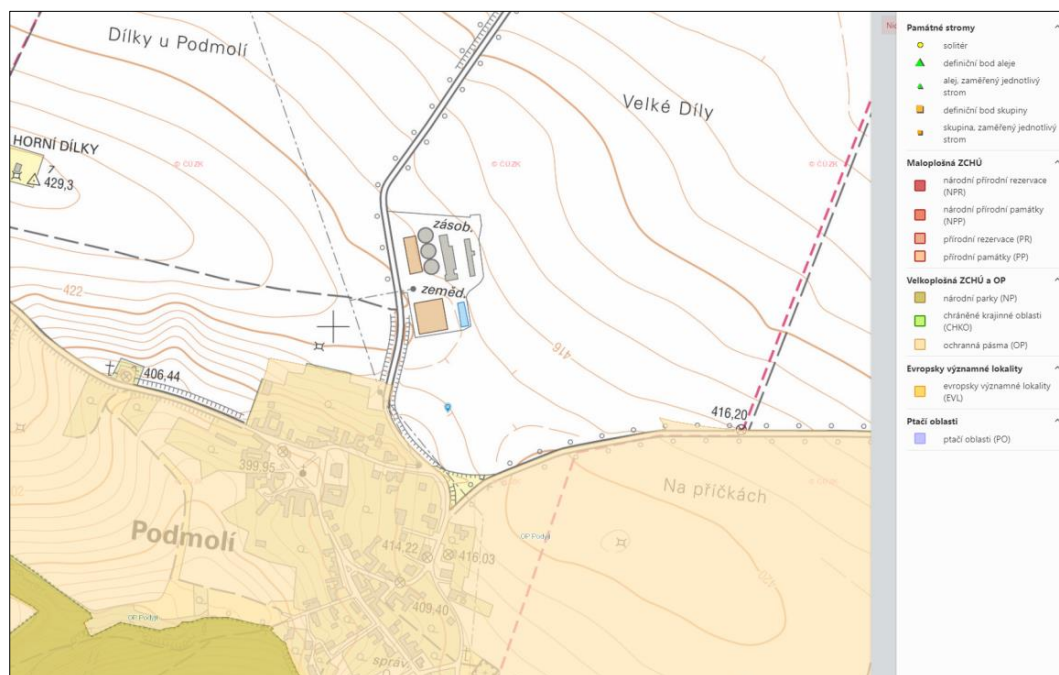 Dílky u Podmolí
Velké Díly
HORNÍ DÍLKY
7
429,3
© ČÚZK
© ČÚZK
© ČÚZK
zásob.
zeměd.
422
416
406,44
416,20
399,95
Na příčkách
Podmolí
OP Podyjí
414,22
416,03
409,40
OP Podyjí
správ.
Památné stromy
solitér
definiční bod aleje
alej, zaměřený jednotlivý
strom
definiční bod skupiny
skupina, zaměřený jednotlivý
strom
Maloplošná ZCHÚ
národní přírodní rezervace
(NPR)
národní přírodní památky
(NPP)
přírodní rezervace (PR)
přírodní památky (PP)
Velkoplošná ZCHÚ a OP
národní parky (NP)
chráněné krajinné oblasti
(CHKO)
ochranná pásma (OP)
Evropsky významné lokality
evropsky významné lokality
(EVL)
Ptačí oblasti
ptačí oblasti (PO)